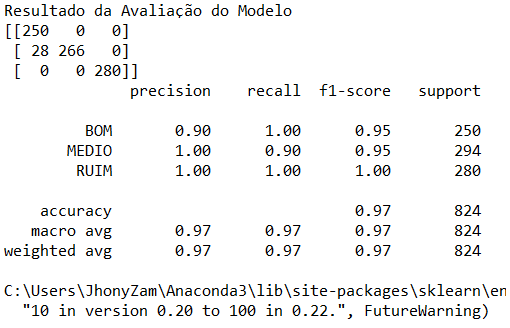 Resultado da Avaliação do Modelo
[[250   0   0]
 [ 28 266   0]
 [  0   0 280]]
              precision    recall  f1-score   support

         BOM       0.90      1.00      0.95       250
       MEDIO       1.00      0.90      0.95       294
        RUIM       1.00      1.00      1.00       280

    accuracy                           0.97       824
   macro avg       0.97      0.97      0.97       824
weighted avg       0.97      0.97      0.97       824

C:\Users\JhonyZam\Anaconda3\lib\site-packages\sklearn\en
  "10 in version 0.20 to 100 in 0.22.", FutureWarning)